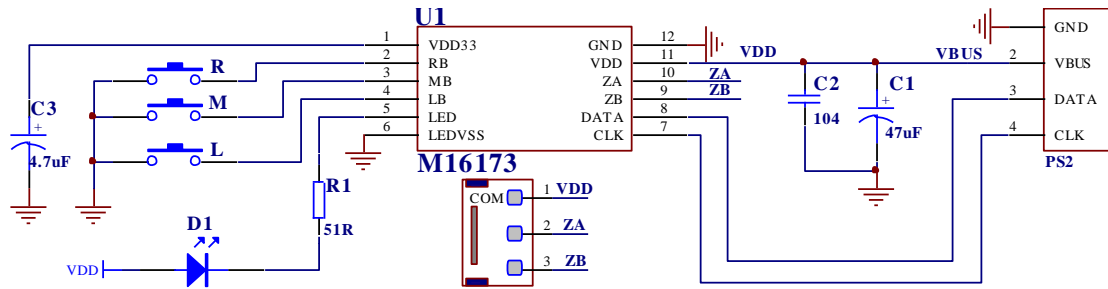 U1
1 VDD33 GND 12
2 RB VDD 11 VDD VBUS
3 MB ZA 10 ZA
4 LB ZB 9 ZB
5 LED DATA 8
6 LEDVSS CLK 7
M16173
R
M
L
C3
+
4.7uF
R1
51R
D1
VDD
COM
1 VDD
2 ZA
3 ZB
C2
104
C1
+
47uF
GND
2 VBUS
3 DATA
4 CLK
PS2